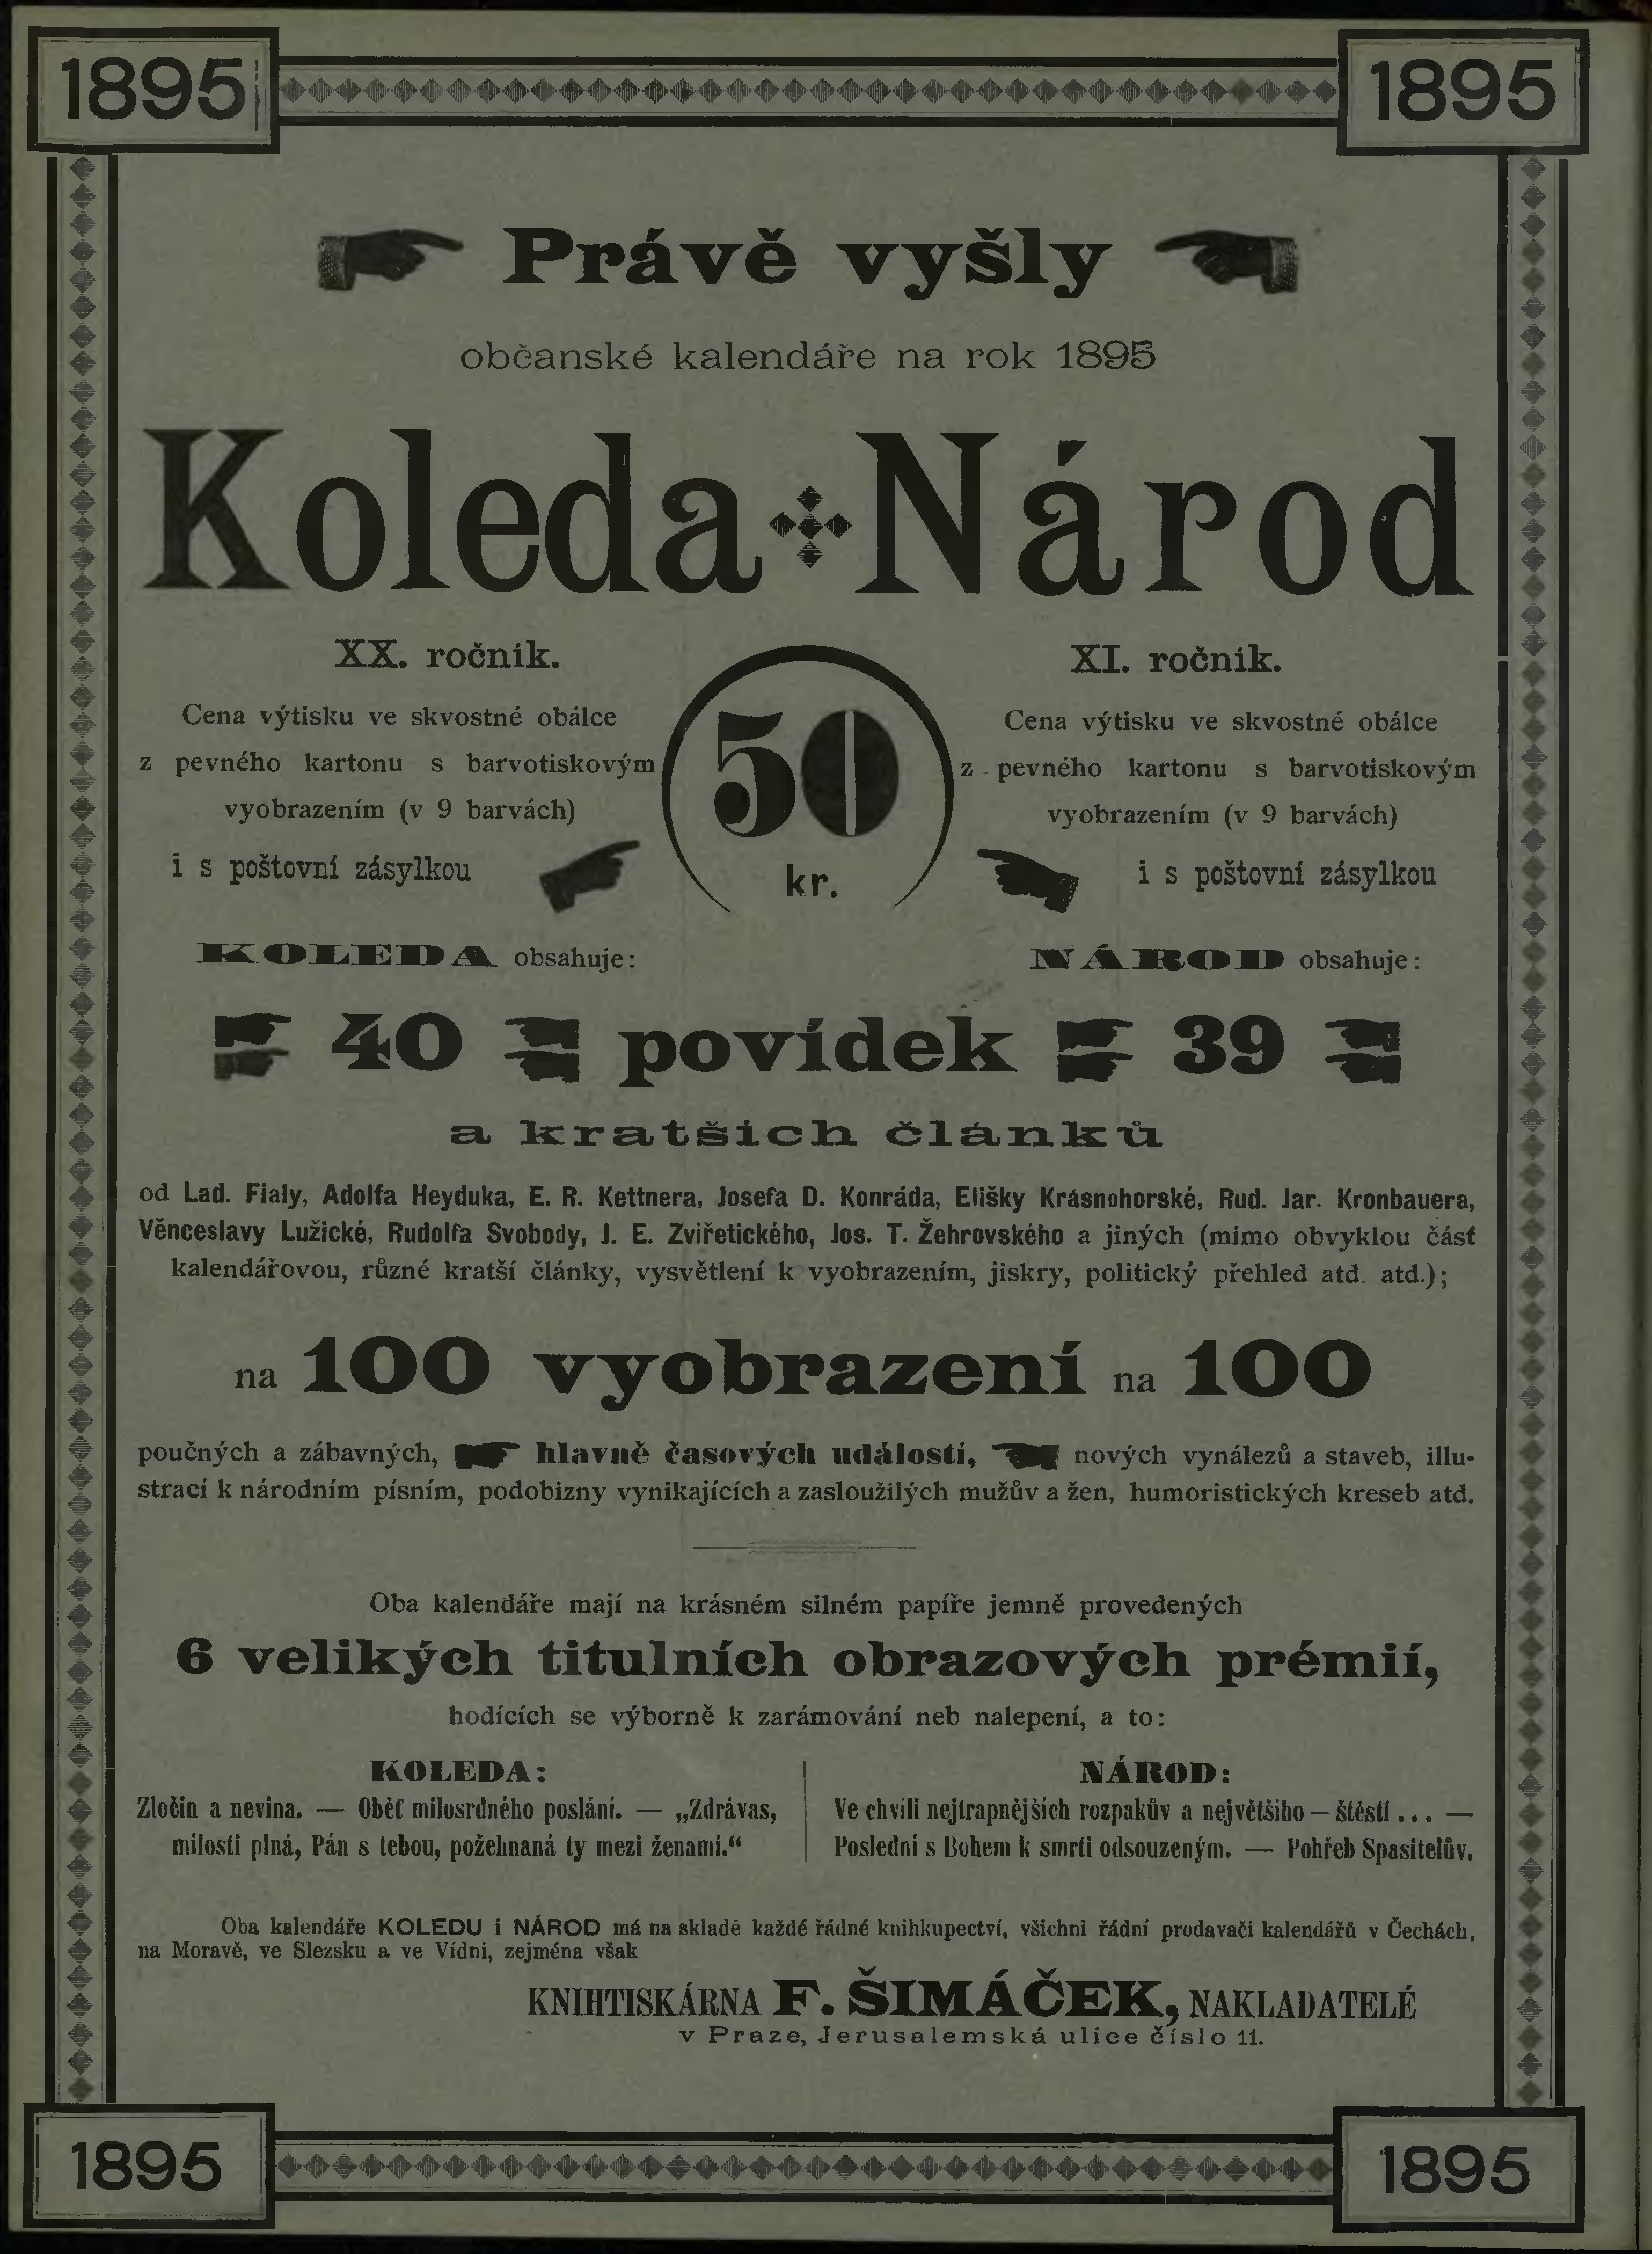 1895
1895
Právě vyšly
občanské kalendáře na rok 1895
Koleda Národ
XX. ročník.
Cena výtisku ve skvostné obálce
z pevného kartonu s barvotiskovým
vyobrazením (v 9 barvách)
i s poštovní zásylkou
50
kr.
XI. ročník.
Cena výtisku ve skvostné obálce
z pevného kartonu s barvotiskovým
vyobrazením (v 9 barvách)
i s poštovní zásylkou
KOLEDA obsahuje:
NÁROD obsahuje:
40 povídek 39
a kratších článků
od Lad. Fialy, Adolfa Heyduka, E. R. Kettnera, Josefa D. Konráda, Elišky Krásnohorské, Rud. Jar. Kronbauera,
Věnceslavy Lužické, Rudolfa Svobody, J. E. Zviřetického, Jos. T. Žehrovského a jiných (mimo obvyklou část
kalendářovou, různé kratší články, vysvětlení k vyobrazením, jiskry, politický přehled atd. atd.);
na 100 vyobrazení na 100
poučných a zábavných, hlavně časových událostí, nových vynálezů a staveb, illu-
strací k národním písním, podobizny vynikajících a zasloužilých mužův a žen, humoristických kreseb atd.
Oba kalendáře mají na krásném silném papíře jemně provedených
6 velikých titulních obrazových prémií,
hodících se výborně k zarámování neb nalepení, a to:
KOLEDA:
Zločin a nevina. — Oběť milosrdného poslání. — „Zdrávas,
milosti plná, Pán s tebou, požehnaná ty mezi ženami.“
NÁROD:
Ve chvíli nejtrapnějších rozpakův a největšího — štěstí... —
Poslední s Bohem k smrti odsouzeným. — Pohřeb Spasitelův.
Oba kalendáře KOLEDU i NÁROD má na skladě každé řádné knihkupectví, všichni řádní prodavači kalendářů v Čechách,
na Moravě, ve Slezsku a ve Vídni, zejména však
KNIHTISKÁRNA F. ŠIMÁČEK, NAKLADATELÉ
v Praze, Jerusalemská ulice číslo 11.
1895
1895